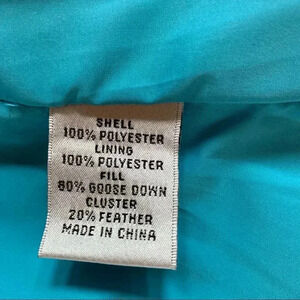 SHELL
100% POLYESTER
LINING
100% POLYESTER
FILL
80% GOOSE DOWN
CLUSTER
20% FEATHER
MADE IN CHINA